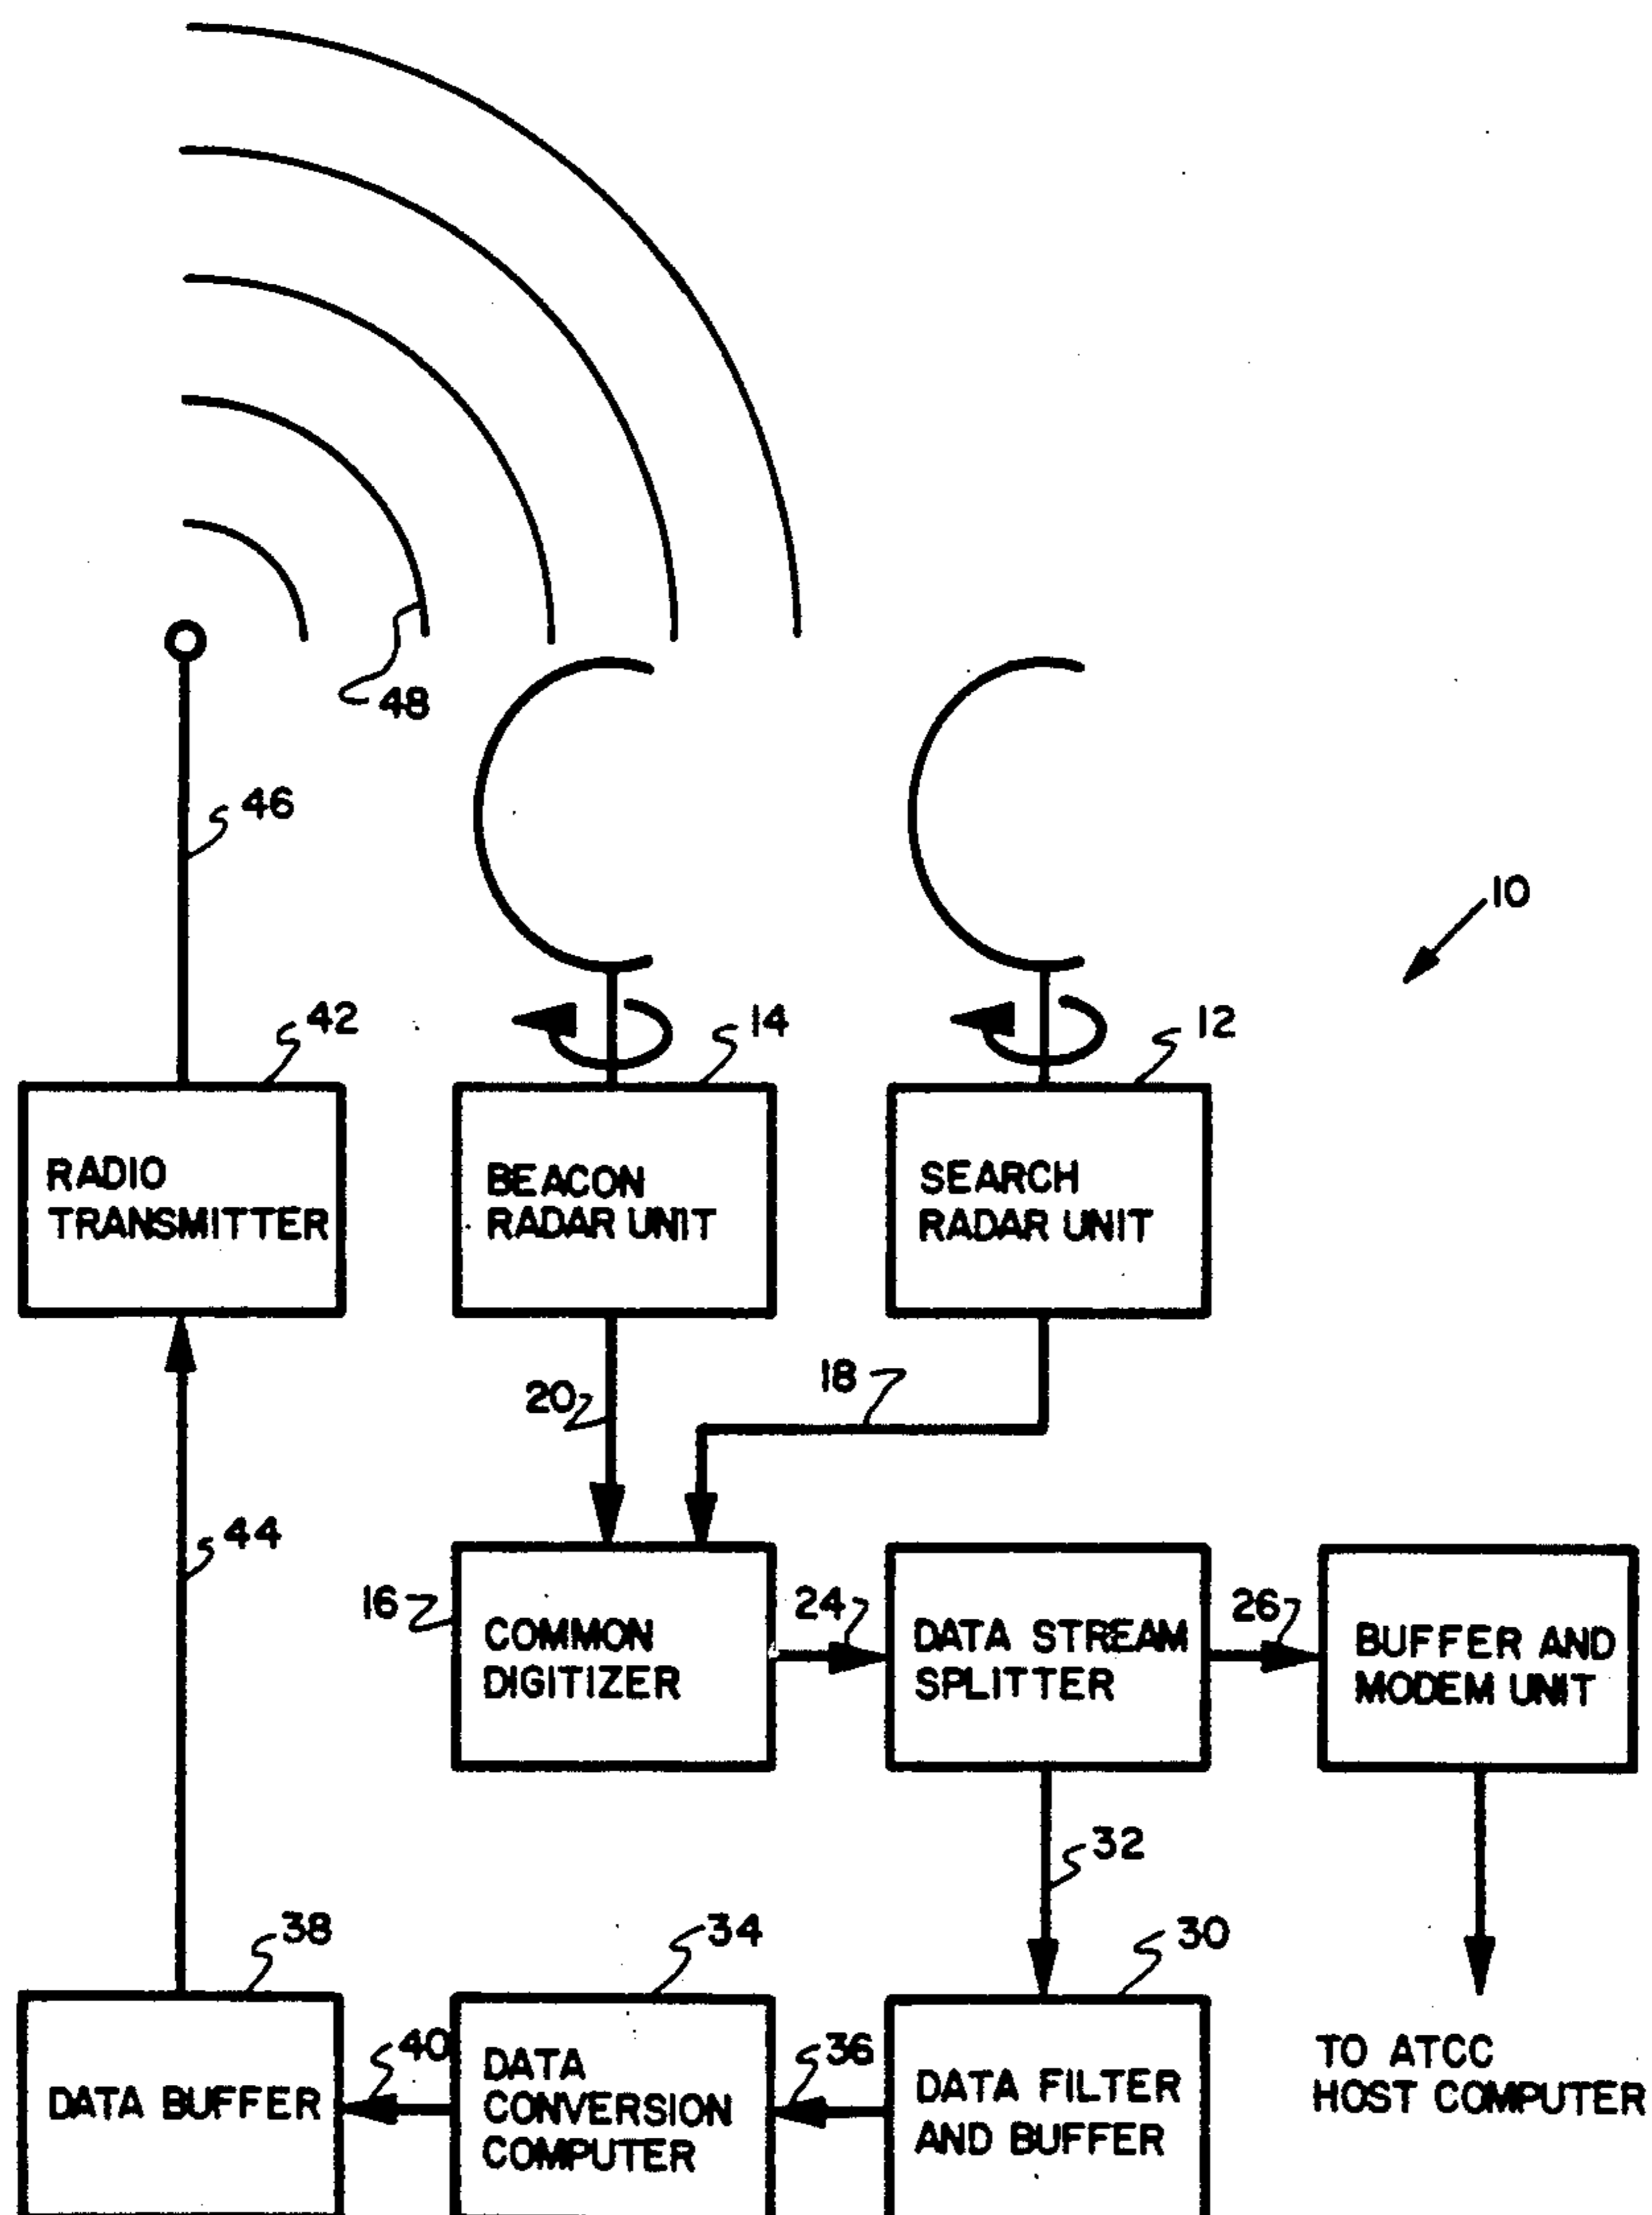 48
46
10
42
14
12
RADIO
TRANSMITTER
BEACON
RADAR UNIT
SEARCH
RADAR UNIT
20
18
44
16
COMMON
DIGITIZER
24
DATA STREAM
SPLITTER
26
BUFFER AND
MODEM UNIT
32
38
34
30
DATA BUFFER
40
DATA
CONVERSION
COMPUTER
36
DATA FILTER
AND BUFFER
TO ATCC
HOST COMPUTER